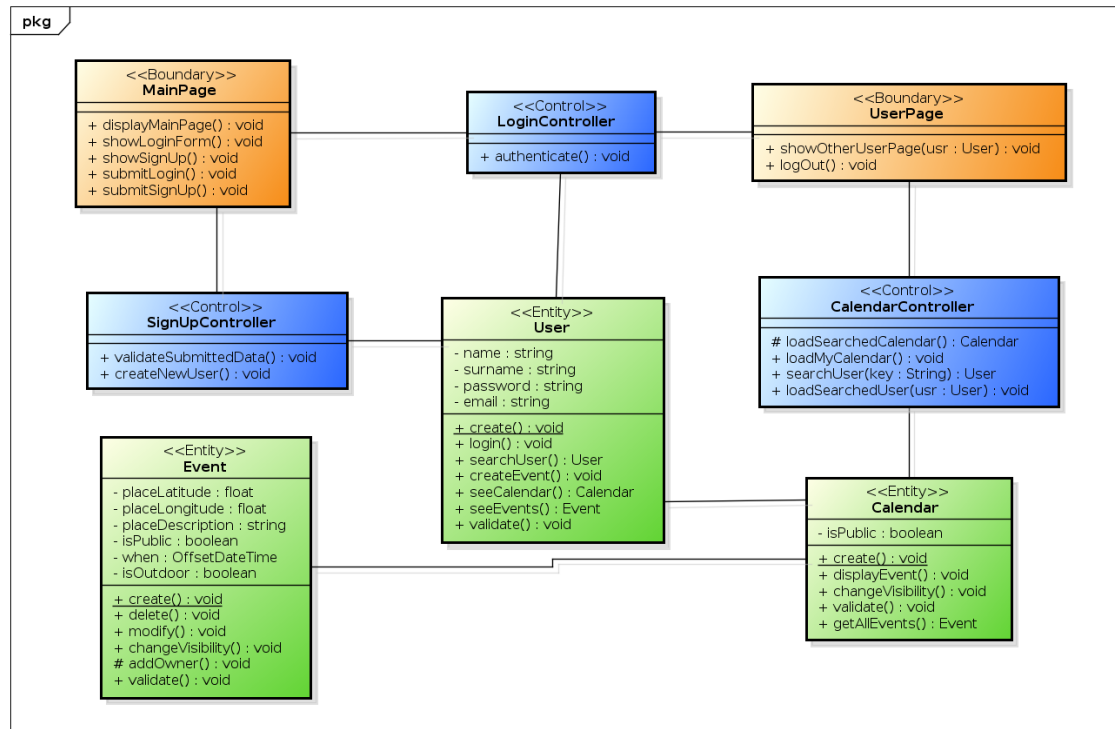 pkg
<<Boundary>>
MainPage
+ displayMainPage() : void
+ showLoginForm() : void
+ showSignUp() : void
+ submitLogin() : void
+ submitSignUp() : void
<<Control>>
LoginController
+ authenticate() : void
<<Boundary>>
UserPage
+ showOtherUserPage(usr : User) : void
+ logOut() : void
<<Control>>
SignUpController
+ validateSubmittedData() : void
+ createNewUser() : void
<<Entity>>
User
- name : string
- surname : string
- password : string
- email : string
+ create() : void
+ login() : void
+ searchUser() : User
+ createEvent() : void
+ seeCalendar() : Calendar
+ seeEvents() : Event
+ validate() : void
<<Control>>
CalendarController
# loadSearchedCalendar() : Calendar
+ loadMyCalendar() : void
+ searchUser(key : String) : User
+ loadSearchedUser(usr : User) : void
<<Entity>>
Event
- placeLatitude : float
- placeLongitude : float
- placeDescription : string
- isPublic : boolean
- when : OffsetDateTime
- isOutdoor : boolean
+ create() : void
+ delete() : void
+ modify() : void
+ changeVisibility() : void
# addOwner() : void
+ validate() : void
<<Entity>>
Calendar
- isPublic : boolean
+ create() : void
+ displayEvent() : void
+ changeVisibility() : void
+ validate() : void
+ getAllEvents() : Event